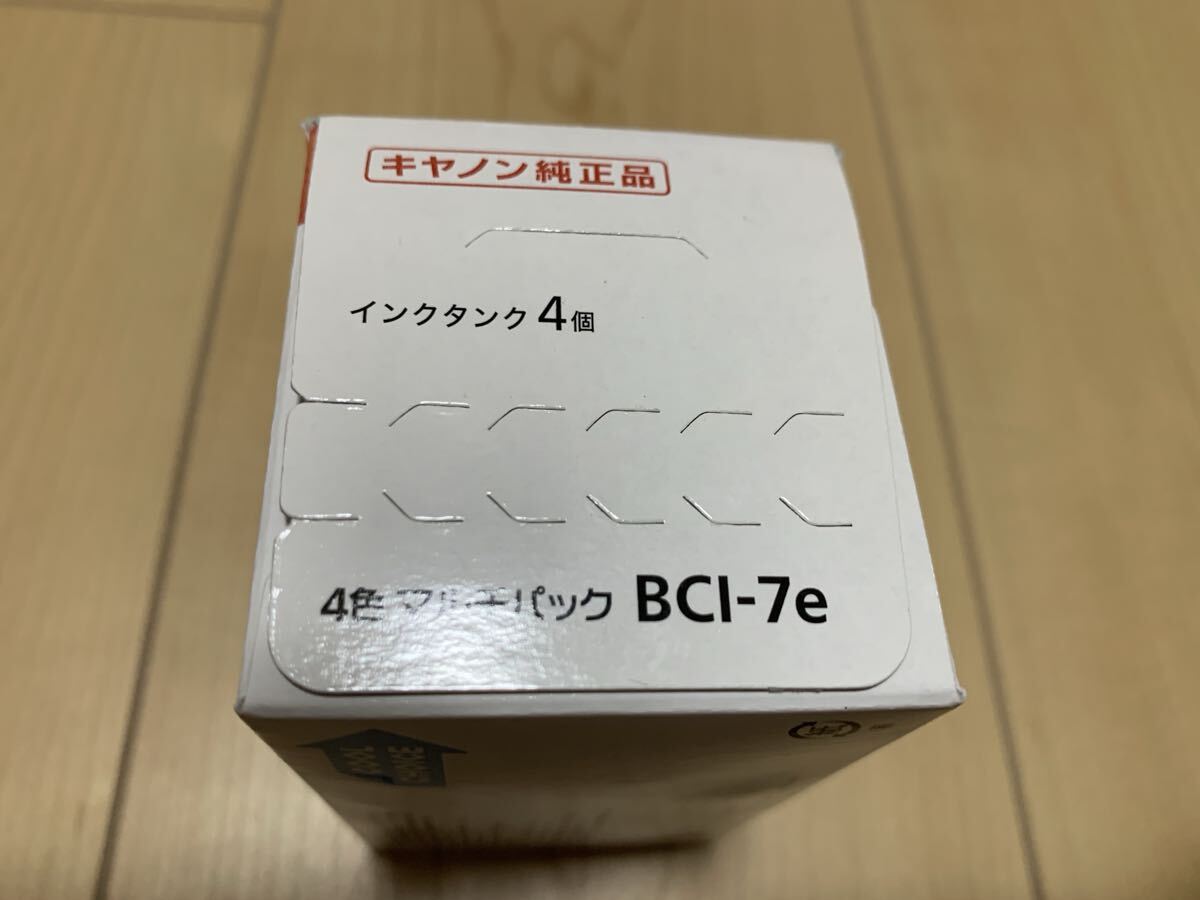 キヤノン純正品
インクタンク 4個
4色 マルチパック BCI-7e
紙